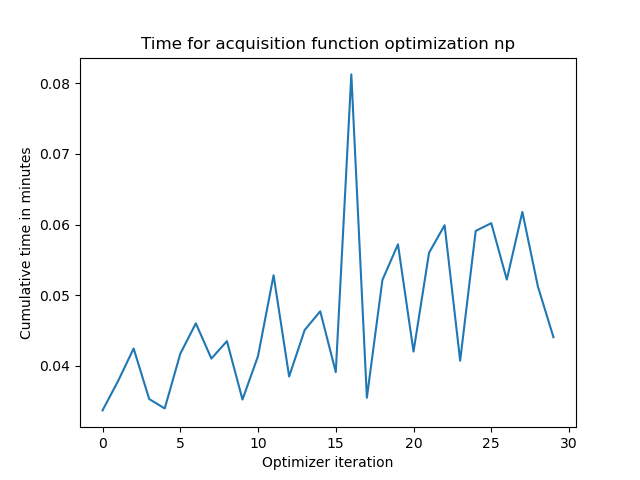 Time for acquisition function optimization np
0.08
0.07
0.06
0.05
0.04
Cumulative time in minutes
0 5 10 15 20 25 30
Optimizer iteration